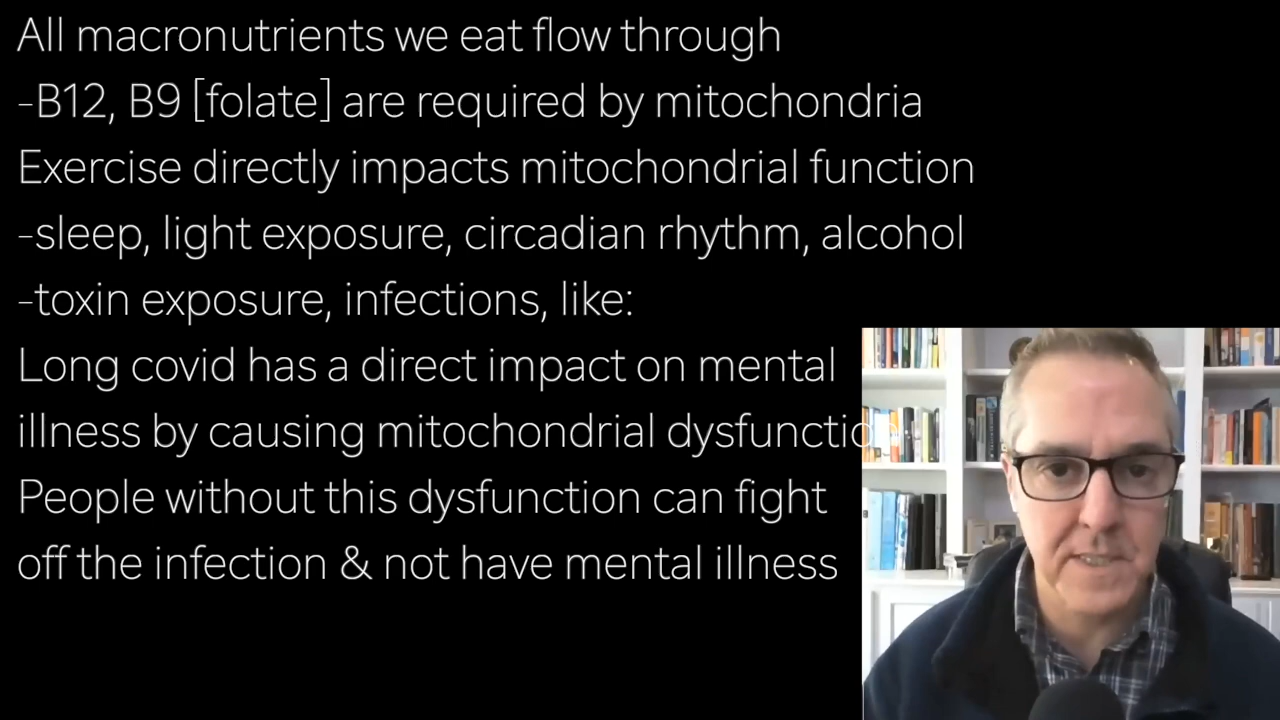 All macronutrients we eat flow through
-B12, B9 [folate] are required by mitochondria
Exercise directly impacts mitochondrial function
-sleep, light exposure, circadian rhythm, alcohol
-toxin exposure, infections, like:
Long covid has a direct impact on mental
illness by causing mitochondrial dysfunctio
People without this dysfunction can fight
off the infection & not have mental illness